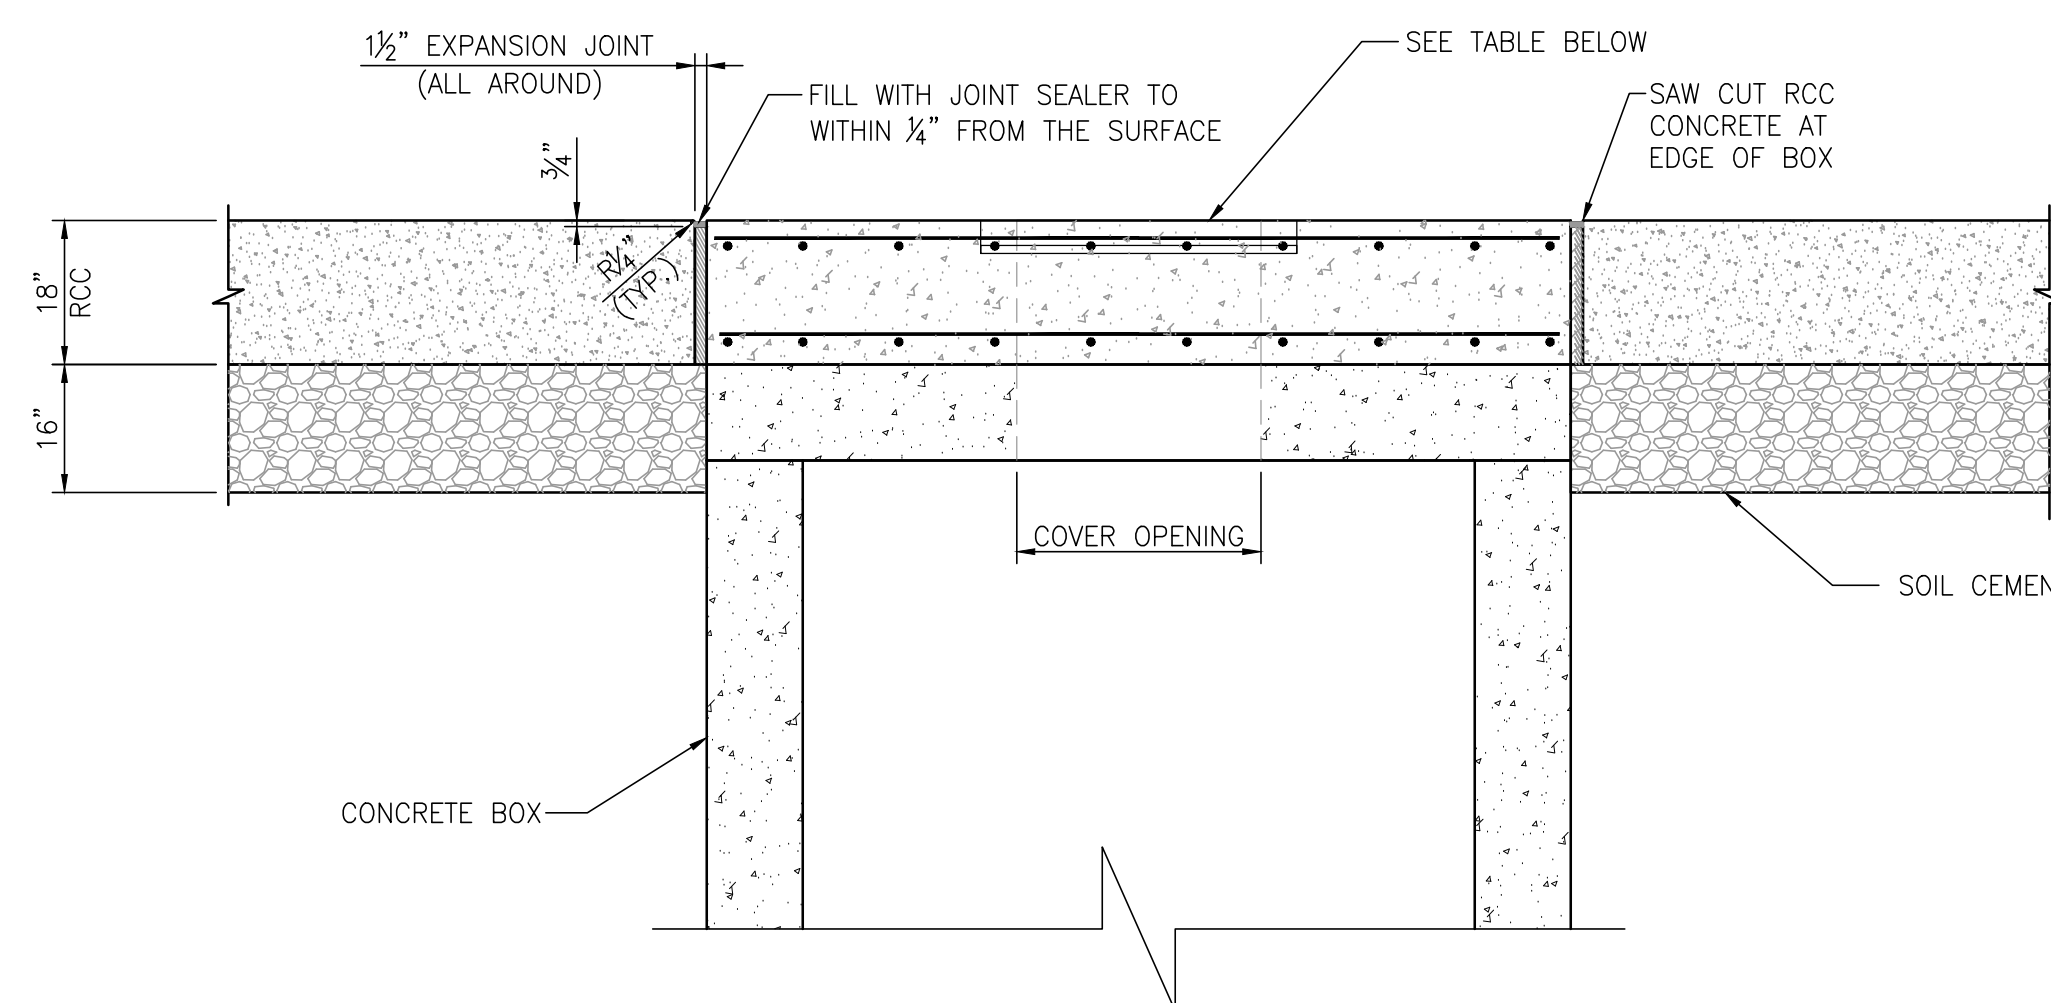 1½” EXPANSION JOINT
(ALL AROUND)
SEE TABLE BELOW
FILL WITH JOINT SEALER TO
WITHIN ¼” FROM THE SURFACE
SAW CUT RCC
CONCRETE AT
EDGE OF BOX
¾”
R¼”
(TYP.)
18”
RCC
16”
COVER OPENING
SOIL CEMEN
CONCRETE BOX